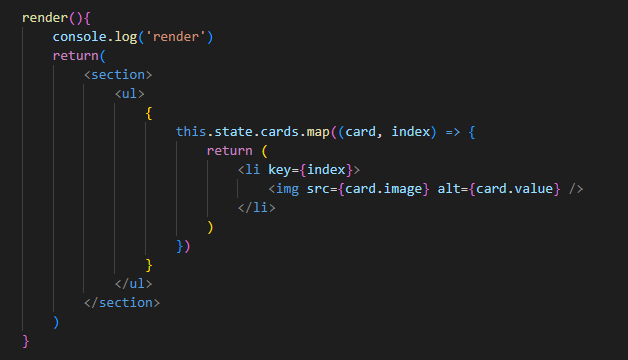 render(){
console.log('render')
return(
<section>
<ul>
{
this.state.cards.map((card, index) => {
return (
<li key={index}>
<img src={card.image} alt={card.value} />
</li>
)
})
}
</ul>
</section>
)
}